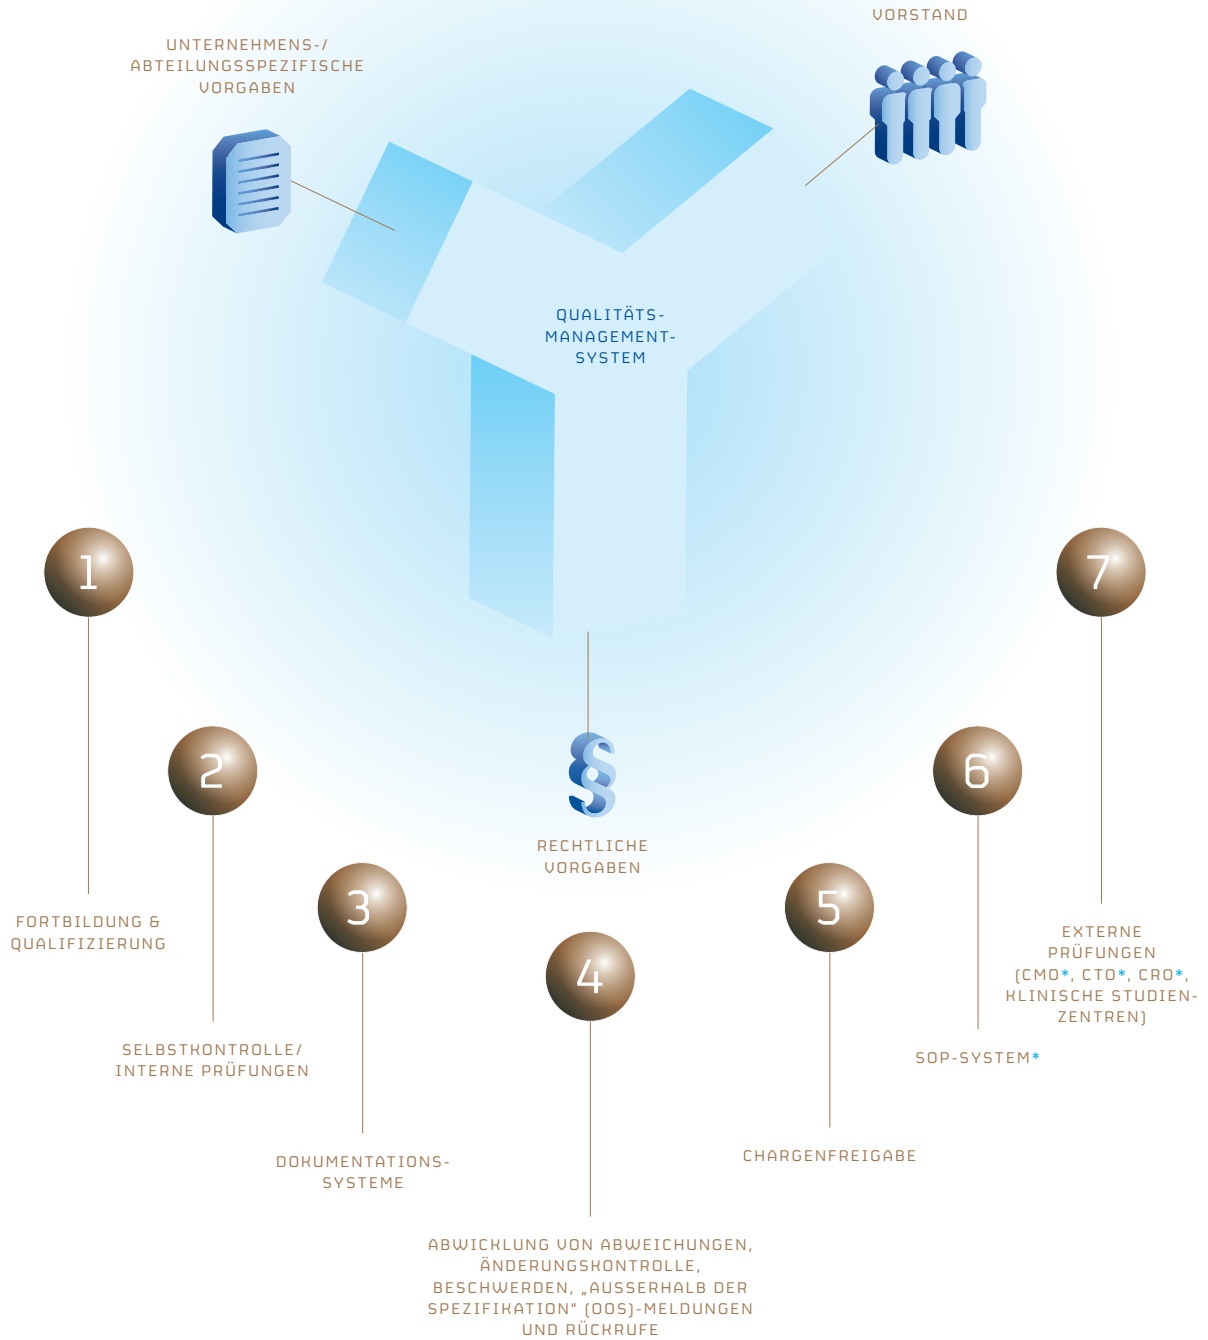 VORSTAND
UNTERNEHMENS-/
ABTEILUNGSSPEZIFISCHE
VORGABEN
QUALITÄTS-
MANAGEMENT-
SYSTEM
RECHTLICHE
VORGABEN
1
FORTBILDUNG &
QUALIFIZIERUNG
2
SELBSTKONTROLLE/
INTERNE PRÜFUNGEN
3
DOKUMENTATIONS-
SYSTEME
4
ABWICKLUNG VON ABWEICHUNGEN,
ÄNDERUNGSKONTROLLE,
BESCHWERDEN, „AUSSERHALB DER
SPEZIFIKATION“ (OOS)-MELDUNGEN
UND RÜCKRUFE
5
CHARGENFREIGABE
6
SOP-SYSTEM*
7
EXTERNE
PRÜFUNGEN
(CMO*, CTO*, CRO*,
KLINISCHE STUDIEN-
ZENTREN)